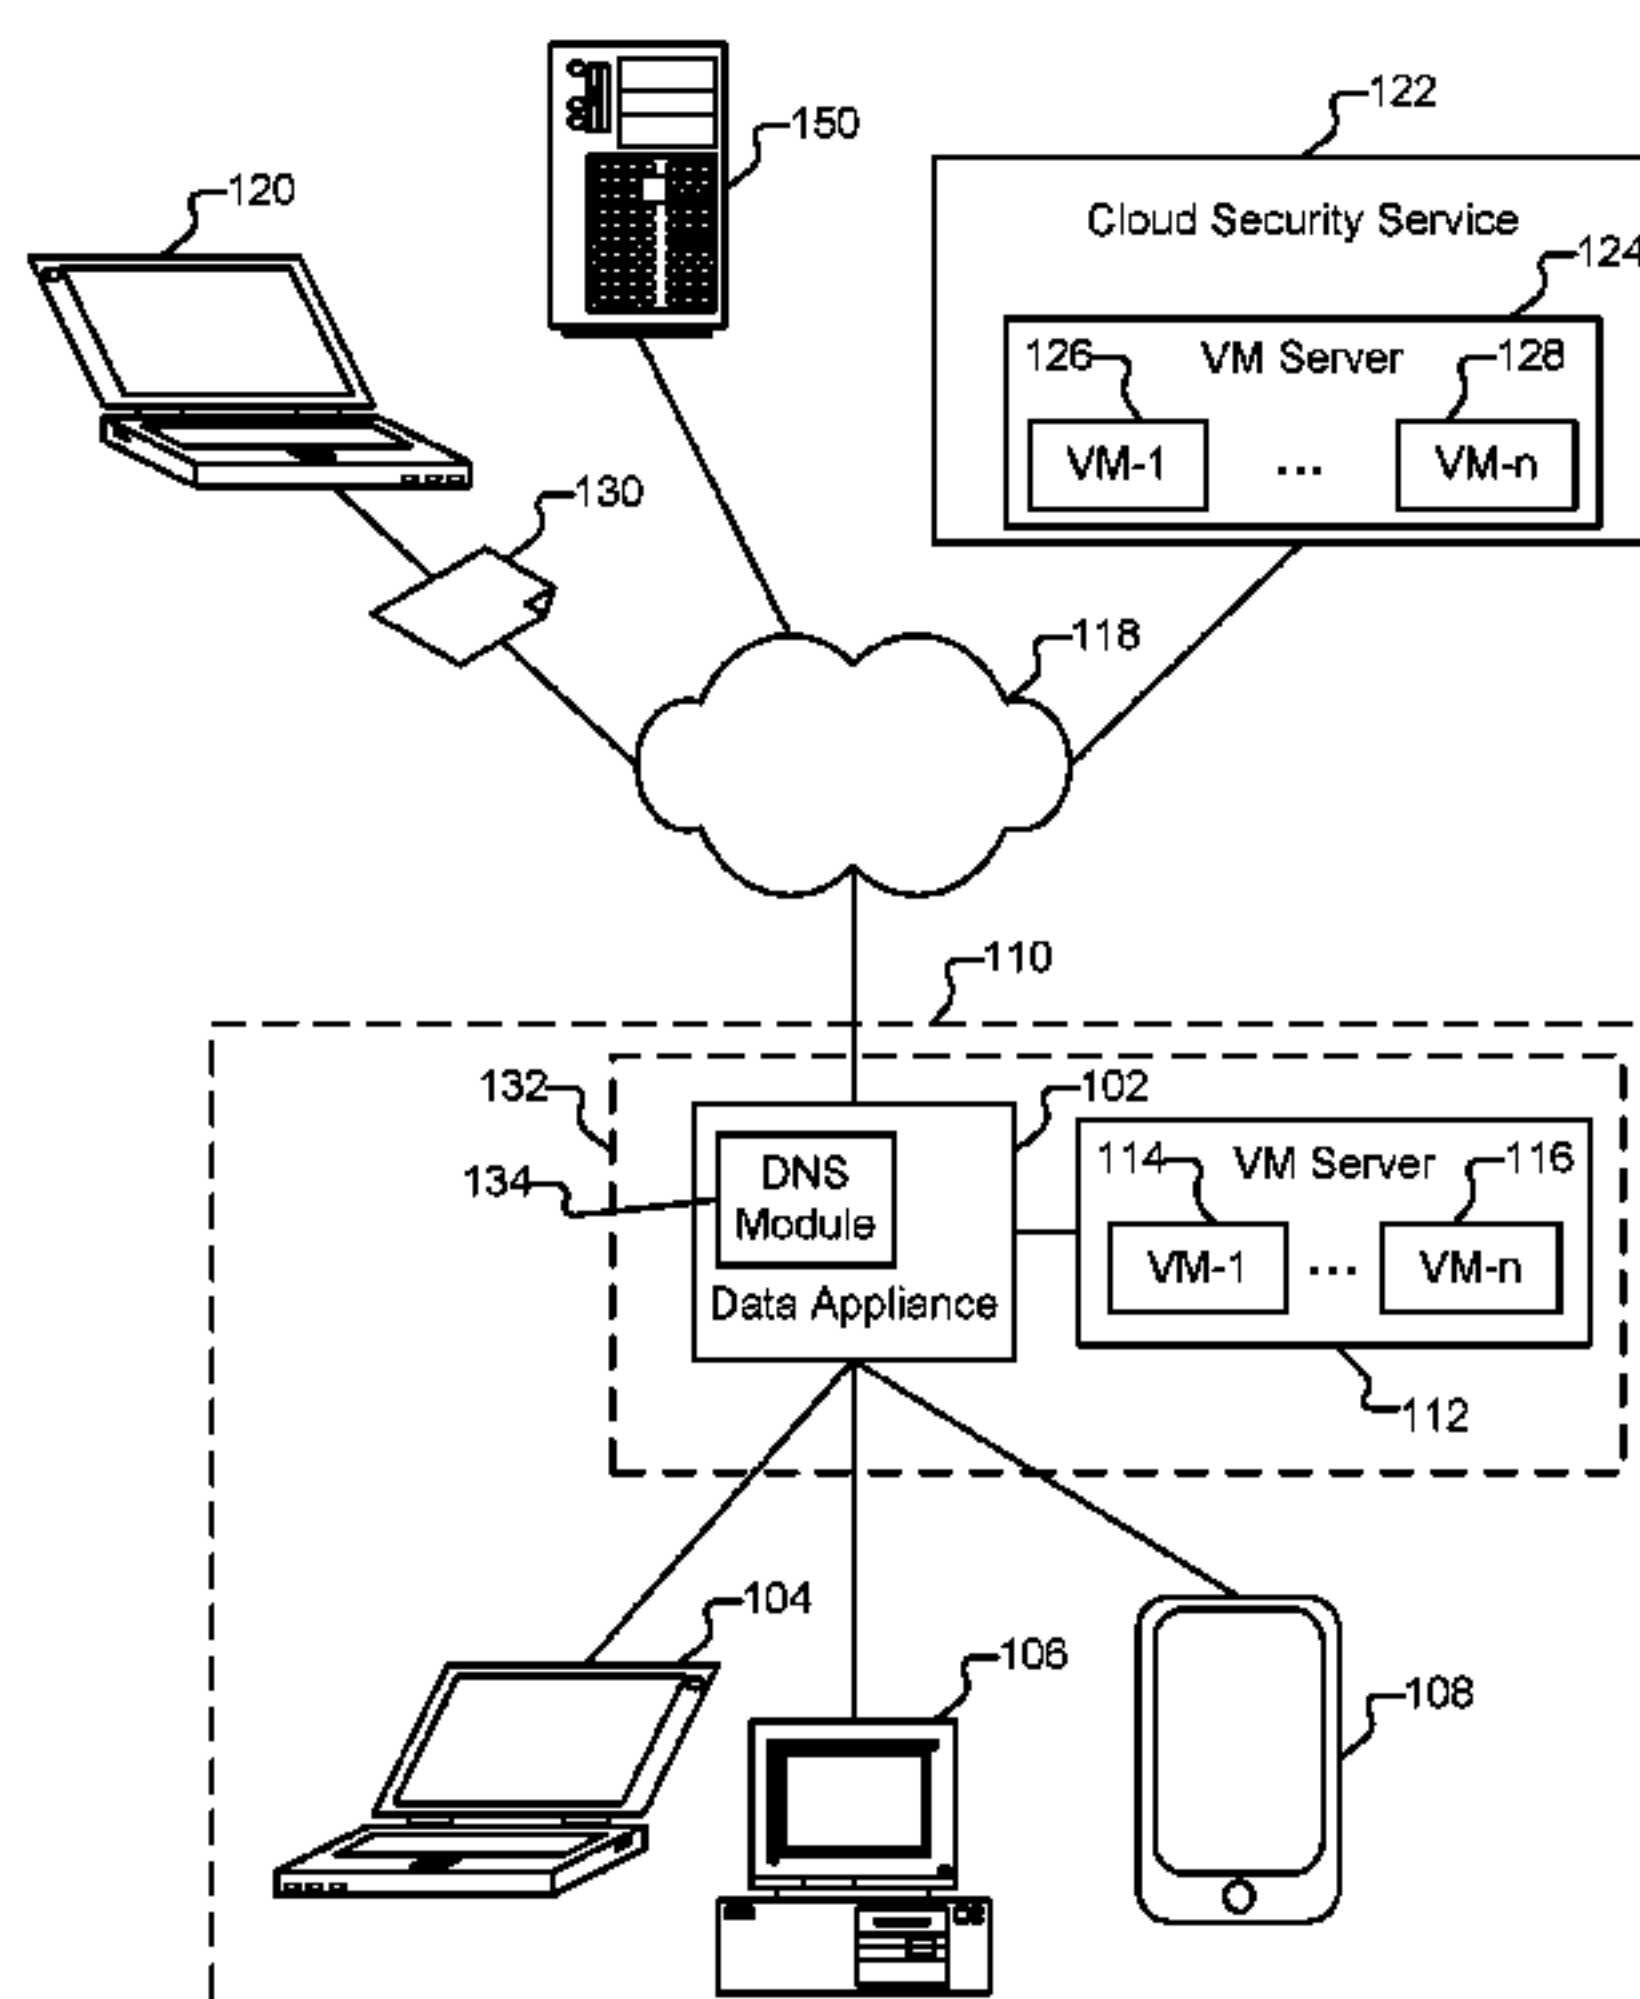 122
150
120
Cloud Security Service
124
126
VM Server
128
VM-1
...
VM-n
130
118
110
132
102
134
DNS
Module
Data Appliance
114
VM Server
116
VM-1
...
VM-n
112
104
106
108